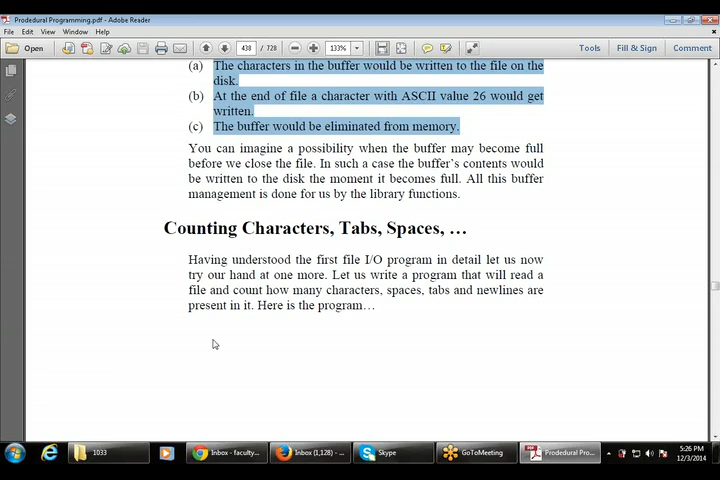 Prodedural Programming.pdf - Adobe Reader
File Edit View Window Help
Open 438 / 728 133% Tools Fill & Sign Comment
(a) The characters in the buffer would be written to the file on the
disk.
(b) At the end of file a character with ASCII value 26 would get
written.
(c) The buffer would be eliminated from memory.
You can imagine a possibility when the buffer may become full
before we close the file. In such a case the buffer's contents would
be written to the disk the moment it becomes full. All this buffer
management is done for us by the library functions.
Counting Characters, Tabs, Spaces, …
Having understood the first file I/O program in detail let us now
try our hand at one more. Let us write a program that will read a
file and count how many characters, spaces, tabs and newlines are
present in it. Here is the program…
1033 Inbox - faculty... Inbox (1,128) - ... Skype GoToMeeting Prodedural Pro...
5:26 PM
12/3/2014